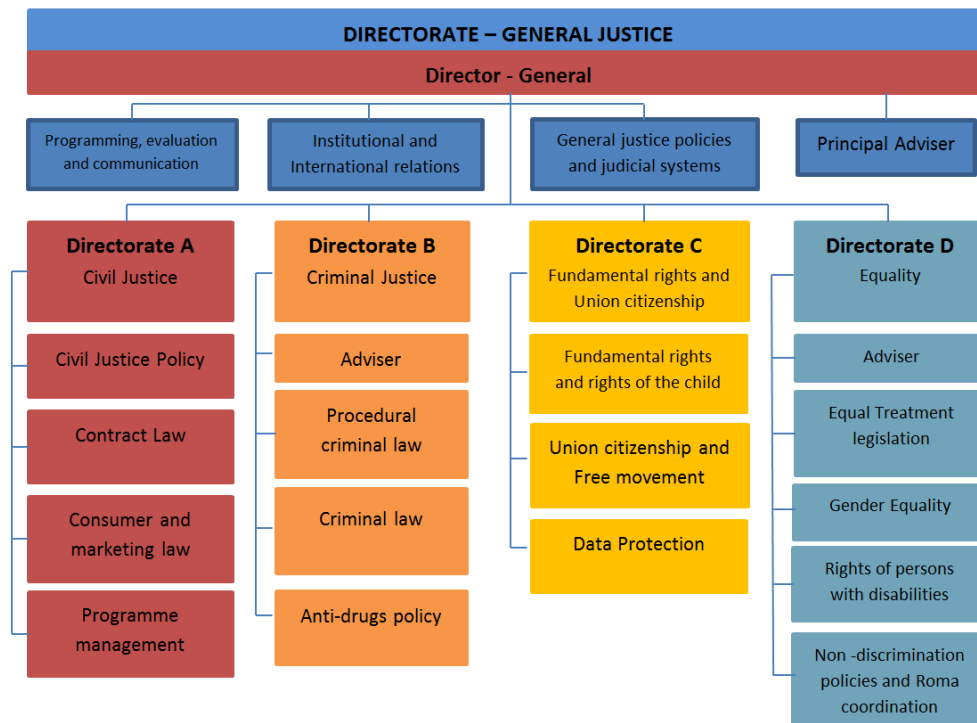 DIRECTORATE – GENERAL JUSTICE
Director - General
Programming, evaluation
and communication
Institutional and
International relations
General justice policies
and judicial systems
Principal Adviser
Directorate A
Civil Justice
Civil Justice Policy
Contract Law
Consumer and
marketing law
Programme
management
Directorate B
Criminal Justice
Adviser
Procedural
criminal law
Criminal law
Anti-drugs policy
Directorate C
Fundamental rights and
Union citizenship
Fundamental rights
and rights of the child
Union citizenship and
Free movement
Data Protection
Directorate D
Equality
Adviser
Equal Treatment
legislation
Gender Equality
Rights of persons
with disabilities
Non -discrimination
policies and Roma
coordination